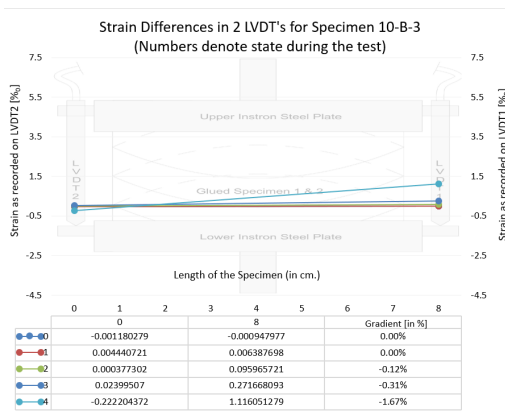 Strain Differences in 2 LVDT's for Specimen 10-B-3
(Numbers denote state during the test)
7.5
5.5
3.5
1.5
-0.5
-2.5
-4.5
Strain as recorded on LVDT2 [%₀]
7.5
5.5
3.5
1.5
-0.5
-2.5
-4.5
Strain as recorded on LVDT1
Upper Instron Steel Plate
LVDT2
Glued Specimen 1 & 2
Lower Instron Steel Plate
Length of the Specimen (in cm.)
0 1 2 3 4 5 6 7 8
0 8 Gradient [in %]
0 -0.001180279 -0.000947977 0.00%
1 0.004440721 0.006387698 0.00%
2 0.000377302 0.095965721 -0.12%
3 0.02399507 0.271668093 -0.31%
4 -0.222204372 1.116051279 -1.67%